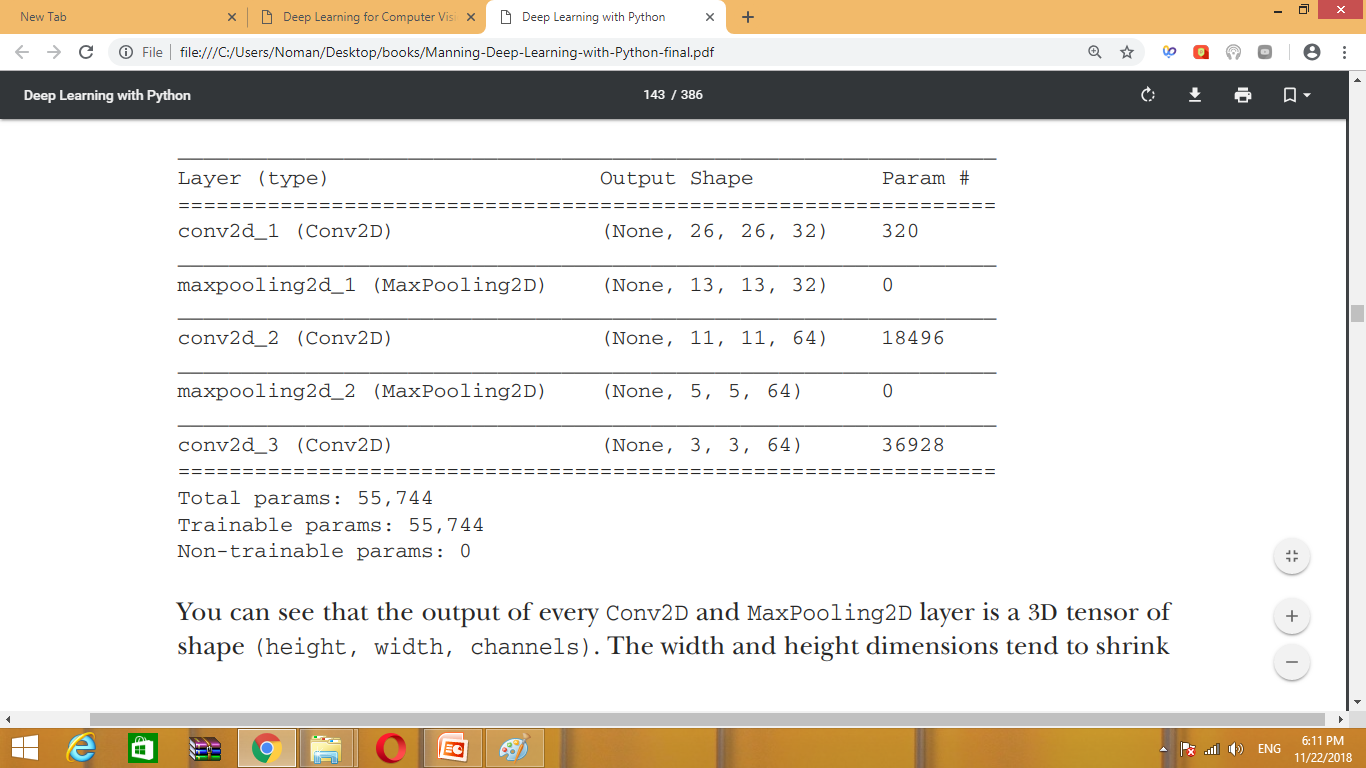 New Tab
Deep Learning for Computer Visi
Deep Learning with Python
File
file:///C:/Users/Noman/Desktop/books/Manning-Deep-Learning-with-Python-final.pdf
Deep Learning with Python
143 / 386
Layer (type) Output Shape Param #
=================================================================
conv2d_1 (Conv2D) (None, 26, 26, 32) 320
maxpooling2d_1 (MaxPooling2D) (None, 13, 13, 32) 0
conv2d_2 (Conv2D) (None, 11, 11, 64) 18496
maxpooling2d_2 (MaxPooling2D) (None, 5, 5, 64) 0
conv2d_3 (Conv2D) (None, 3, 3, 64) 36928
=================================================================
Total params: 55,744
Trainable params: 55,744
Non-trainable params: 0
You can see that the output of every Conv2D and MaxPooling2D layer is a 3D tensor of
shape (height, width, channels). The width and height dimensions tend to shrink
ENG
6:11 PM
11/22/2018